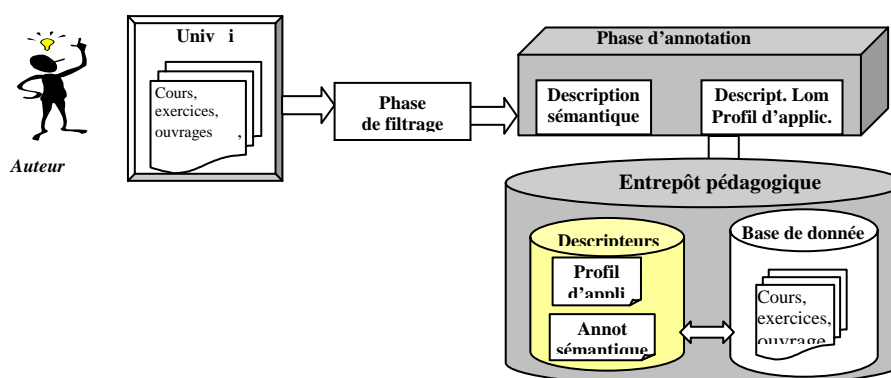 Univ i
Cours,
exercices,
ouvrages ,
Auteur
Phase
de filtrage
Phase d'annotation
Description
sémantique
Descript. Lom
Profil d'applic.
Entrepôt pédagogique
Descripteurs
Profil
d'appli
Annot
sémantique
Base de donnée
Cours,
exercices,
ouvrage